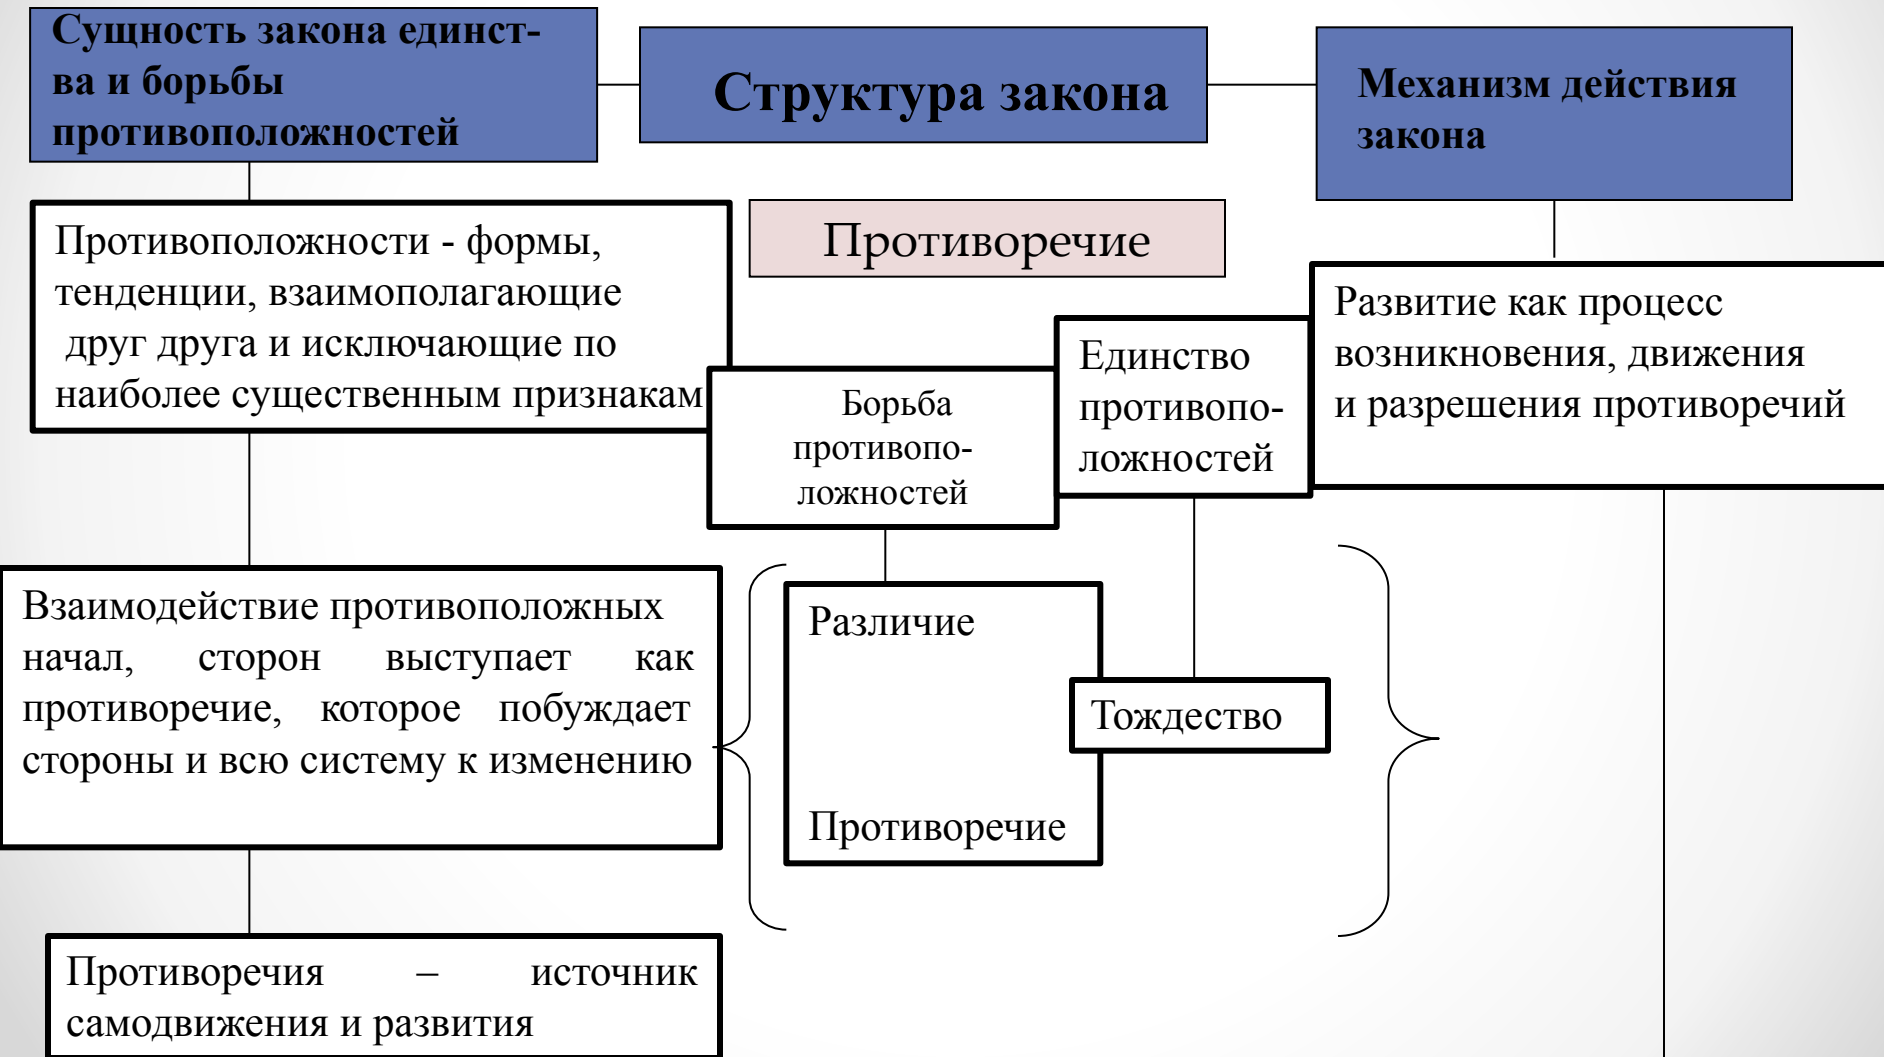 Сущность закона единст-
ва и борьбы
противоположностей
Структура закона
Механизм действия
закона
Противоположности - формы,
тенденции, взаимополагающие
друг друга и исключающие по
наиболее существенным признакам
Противоречие
Борьба
противопо-
ложностей
Единство
противопо-
ложностей
Развитие как процесс
возникновения, движения
и разрешения противоречий
Взаимодействие противоположных
начал, сторон выступает как
противоречие, которое побуждает
стороны и всю систему к изменению
Различие
Противоречие
Тождество
Противоречия – источник
самодвижения и развития